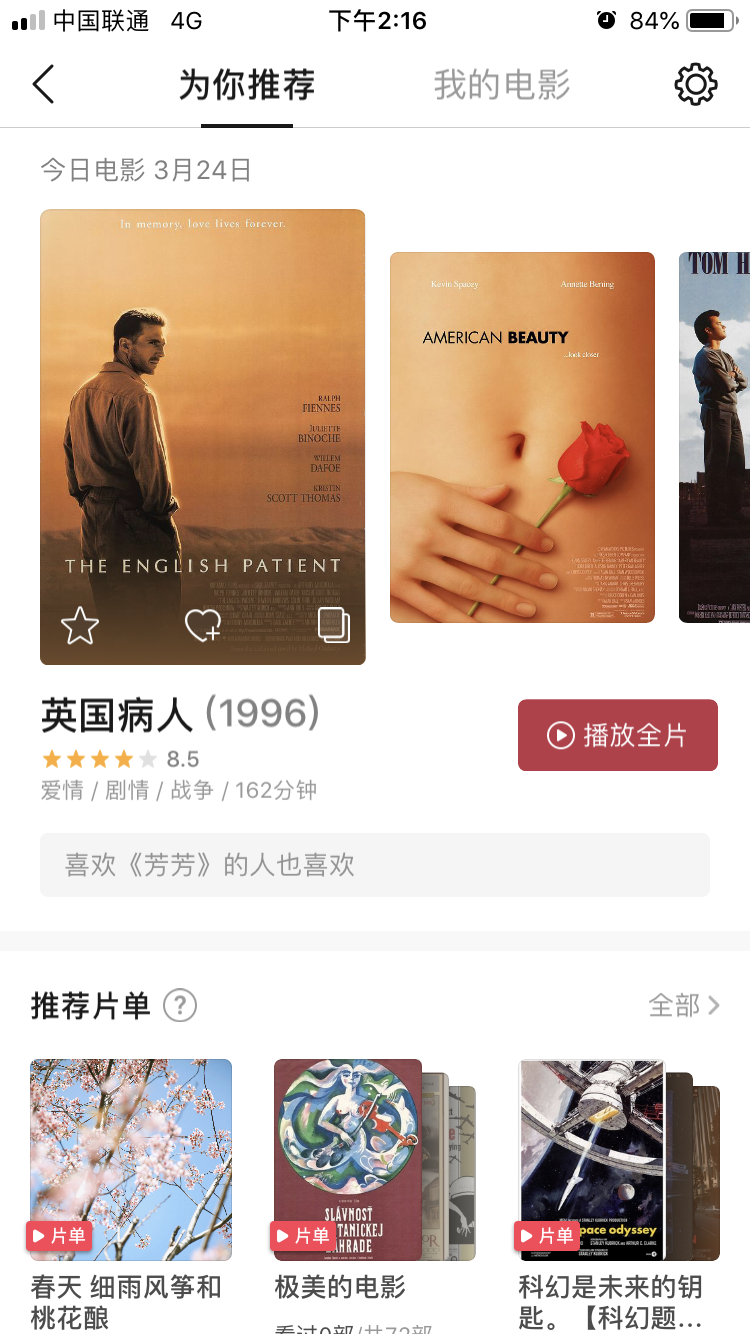 中国联通 4G 下午2:16 84%
为你推荐 我的电影
今日电影 3月24日
In memory, love lives forever.
RALPH
FIENNES
JULIETTE
BINOCHE
WILLEM
DAFOE
KRISTIN
SCOTT THOMAS
THE ENGLISH PATIENT
Kevin Spacey Annette Bening
AMERICAN BEAUTY
...look closer
TOM H
英国病人 (1996)
8.5
爱情 / 剧情 / 战争 / 162分钟
播放全片
喜欢《芳芳》的人也喜欢
推荐片单 ?
全部
片单
春天 细雨风筝和
桃花酿
SLÁVNOSŤ
TANICKEJ
AHRADE
片单
极美的电影
看过0部/共72部
pace odyssey
片单
科幻是未来的钥
匙。【科幻题...